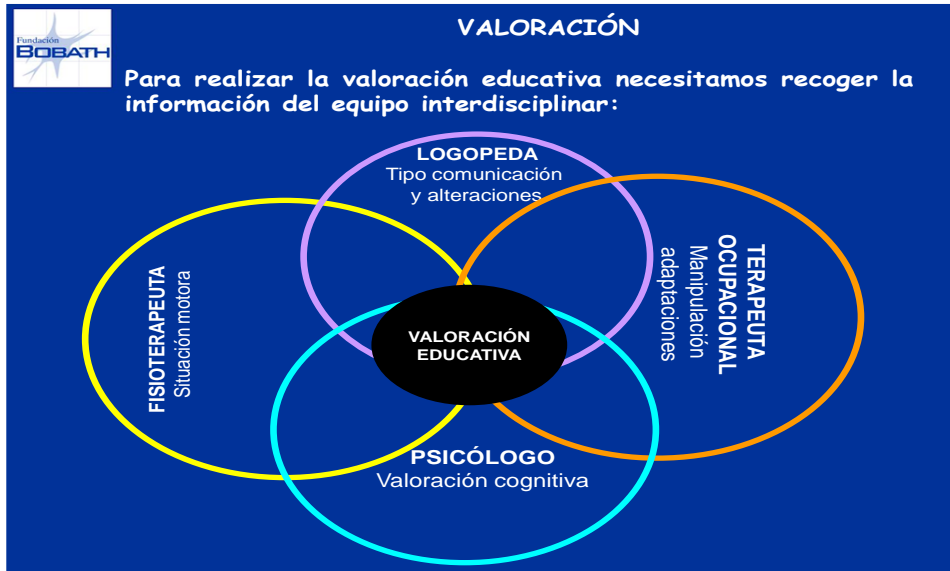 Fundación
BOBATH
VALORACIÓN
Para realizar la valoración educativa necesitamos recoger la
información del equipo interdisciplinar:
LOGOPEDA
Tipo comunicación
y alteraciones
FISIOTERAPEUTA
Situación motora
TERAPEUTA
OCUPACIONAL
Manipulación
adaptaciones
VALORACIÓN
EDUCATIVA
PSICÓLOGO
Valoración cognitiva